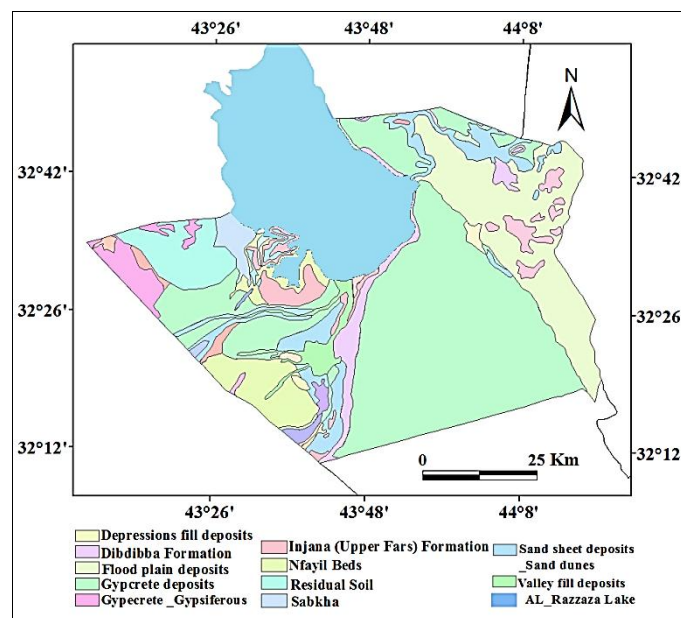 43°26' 43°48' 44°8'
N
32°42' 32°42'
32°26' 32°26'
32°12' 32°12'
0 25 Km
43°26' 43°48' 44°8'
Depressions fill deposits
Dibdibba Formation
Flood plain deposits
Gypcrete deposits
Gypecrete _Gypsiferous
Injana (Upper Fars) Formation
Nfayil Beds
Residual Soil
Sabkha
Sand sheet deposits
_Sand dunes
Valley fill deposits
AL_Razzaza Lake